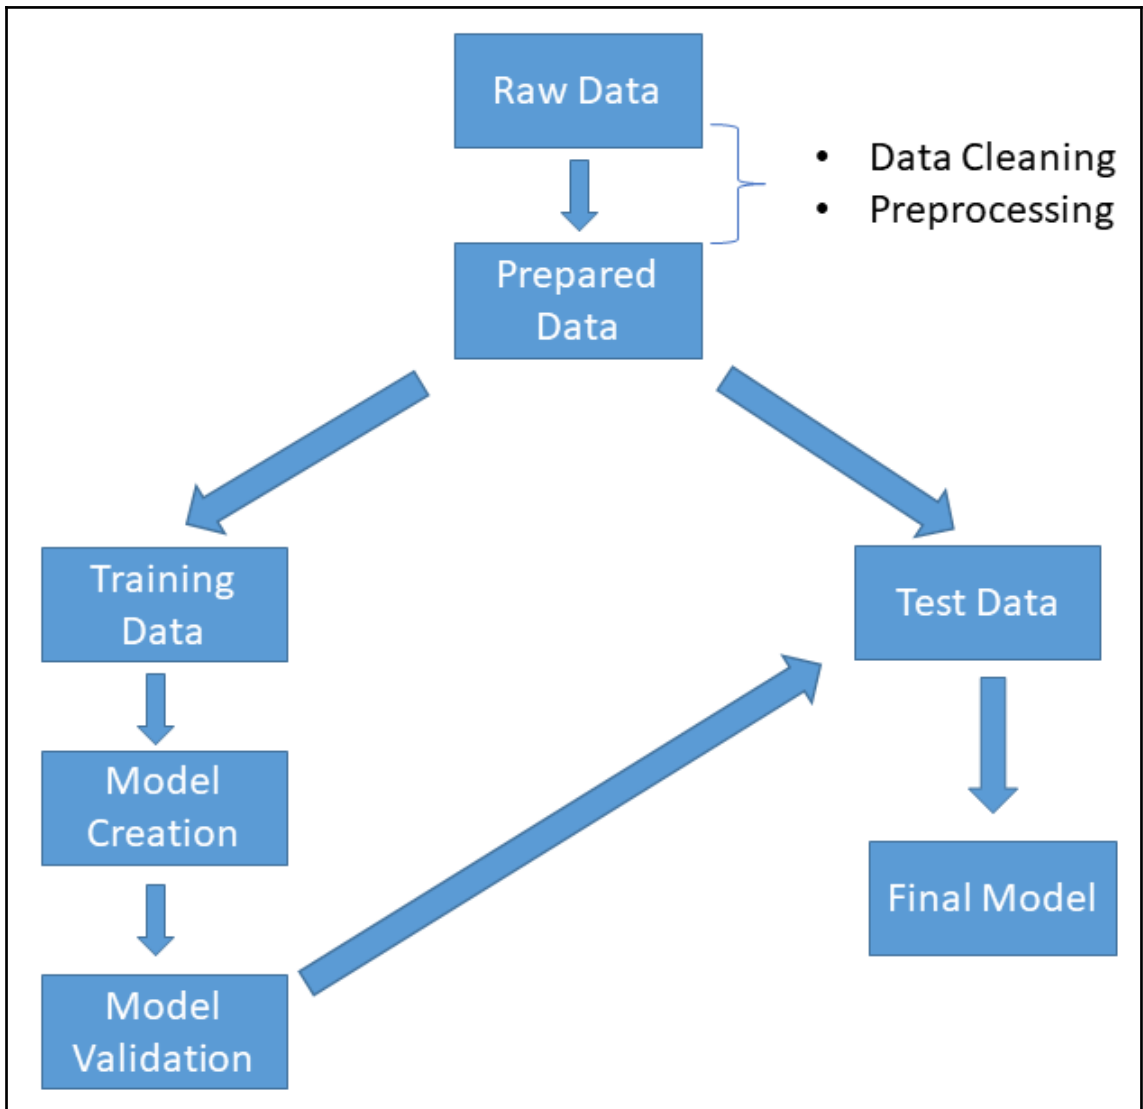 Raw Data
• Data Cleaning
• Preprocessing
Prepared
Data
Training
Data
Test Data
Model
Creation
Final Model
Model
Validation